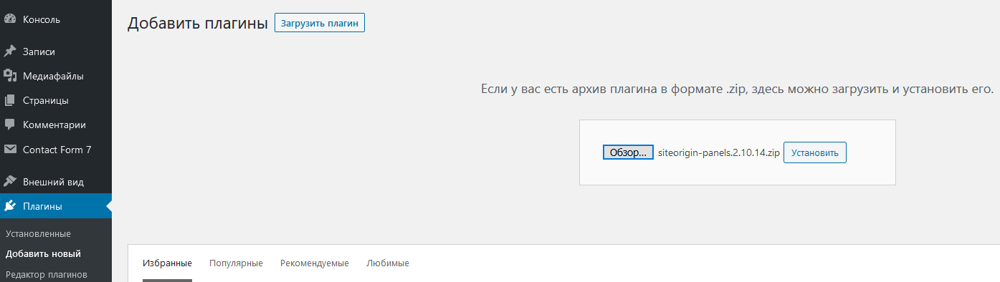 Консоль
Записи
Медиафайлы
Страницы
Комментарии
Contact Form 7
Внешний вид
Плагины
Установленные
Добавить новый
Редактор плагинов
Добавить плагины Загрузить плагин
Если у вас есть архив плагина в формате .zip, здесь можно загрузить и установить его.
Обзор... siteorigin-panels.2.10.14.zip Установить
Избранные Популярные Рекомендуемые Любимые